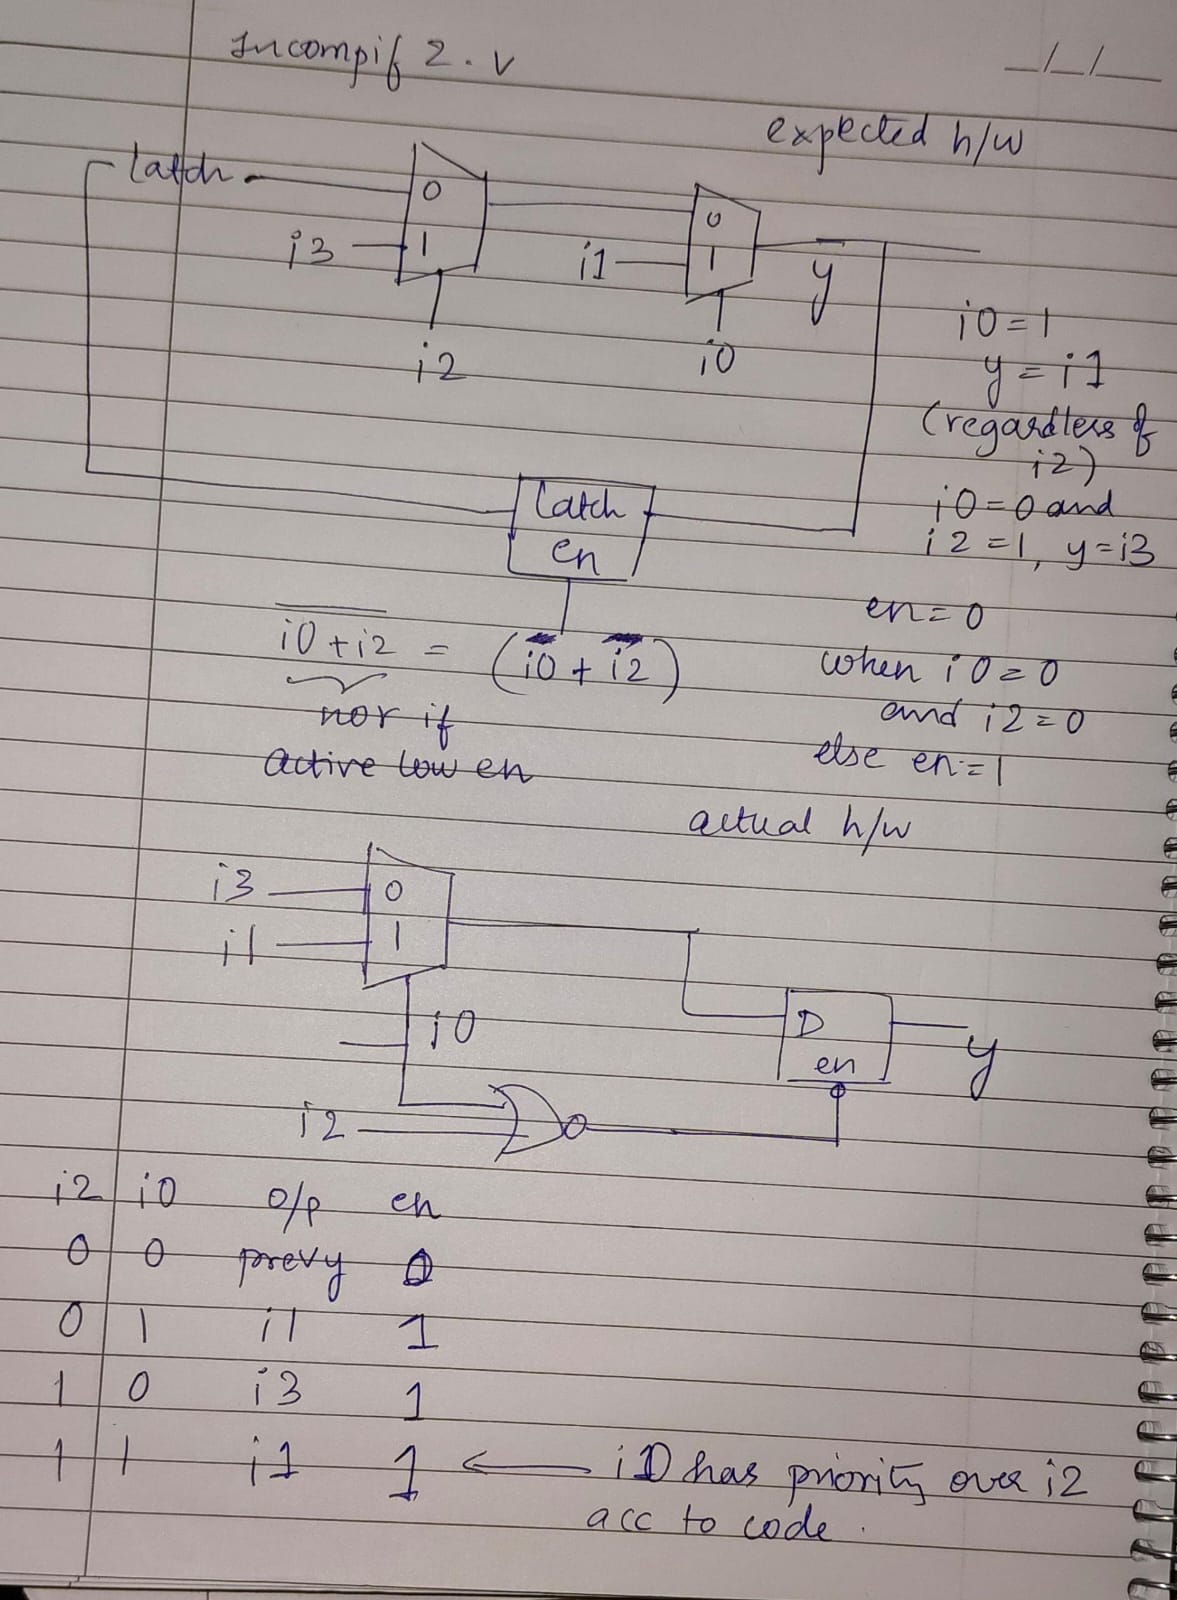 Incompif 2.v
_/_/__
expected h/w
latch
0
i3
1
i2
0
i1
1
i0
y
i0=1
y=i1
(regardless of
i2)
i0=0 and
i2=1, y=i3
latch
en
i0+i2 = (i0 + i2)
nor if
active low en
en=0
when i0=0
and i2=0
else en=1
actual h/w
i3
0
i1
1
i0
i2
D
en
y
i2 i0 o/p en
0 0 prevy 0
0 1 i1 1
1 0 i3 1
1 1 i1 1 ← i0 has priority over i2
acc to code.